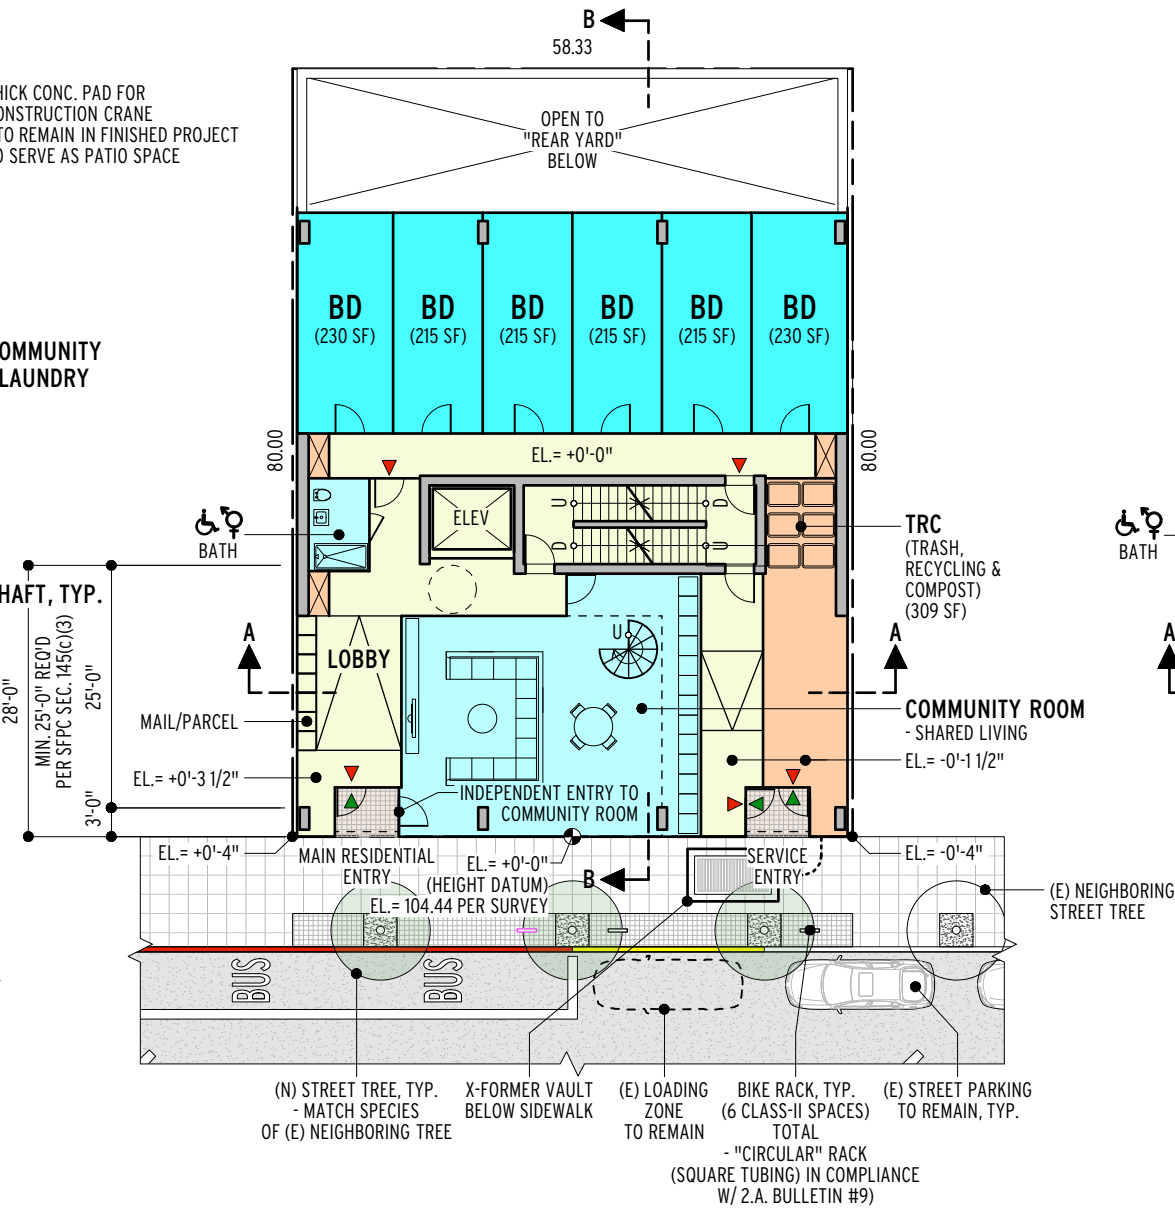 B
58.33
HICK CONC. PAD FOR
ONSTRUCTION CRANE
TO REMAIN IN FINISHED PROJECT
O SERVE AS PATIO SPACE
OPEN TO
"REAR YARD"
BELOW
BD
(230 SF)
BD
(215 SF)
BD
(215 SF)
BD
(215 SF)
BD
(215 SF)
BD
(230 SF)
OMMUNITY
LAUNDRY
80.00
80.00
EL.= +0'-0"
ELEV
U
D
D
U
BATH
TRC
(TRASH,
RECYCLING &
COMPOST)
(309 SF)
BATH
HAFT, TYP.
28'-0"
MIN. 25'-0" REQ'D
PER SFPC SEC. 145(c)(3)
25'-0"
3'-0"
A
LOBBY
U
A
A
MAIL/PARCEL
COMMUNITY ROOM
- SHARED LIVING
EL.= +0'-3 1/2"
EL.= -0'-1 1/2"
INDEPENDENT ENTRY TO
COMMUNITY ROOM
EL.= +0'-4"
MAIN RESIDENTIAL
ENTRY
EL.= +0'-0"
(HEIGHT DATUM)
EL.= 104.44 PER SURVEY
B
SERVICE
ENTRY
EL.= -0'-4"
(E) NEIGHBORING
STREET TREE
BUS
BUS
(N) STREET TREE, TYP.
- MATCH SPECIES
OF (E) NEIGHBORING TREE
X-FORMER VAULT
BELOW SIDEWALK
(E) LOADING
ZONE
TO REMAIN
BIKE RACK, TYP.
(6 CLASS-II SPACES)
TOTAL
- "CIRCULAR" RACK
(SQUARE TUBING) IN COMPLIANCE
W/ 2.A. BULLETIN #9)
(E) STREET PARKING
TO REMAIN, TYP.